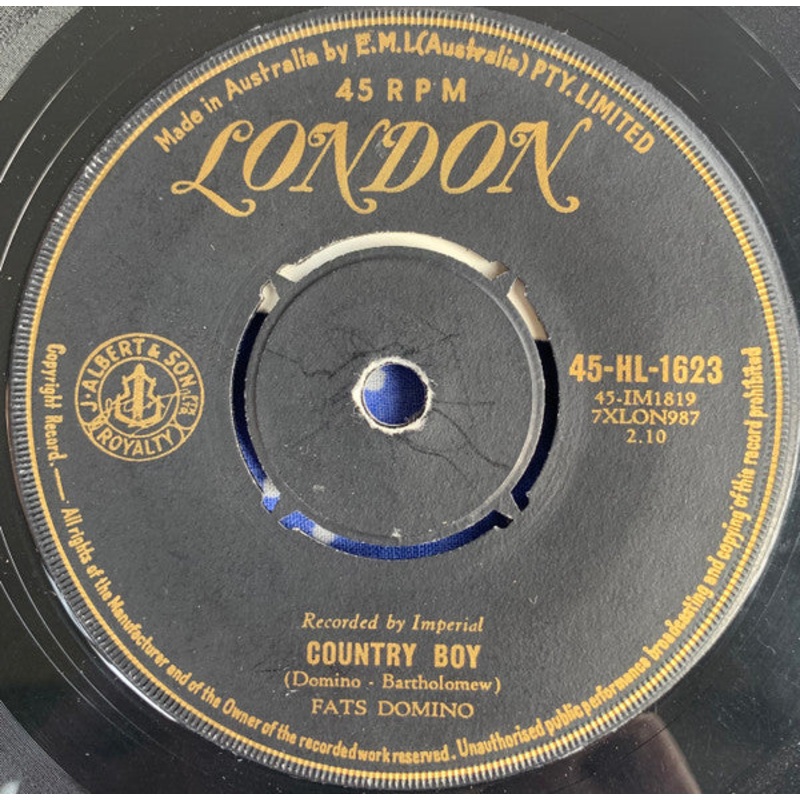 Made in Australia by E.M.I.(Australia) PTY. LIMITED
45 RPM
LONDON
J. ALBERT & SON
ROYALTY
45-HL-1623
45-IM1819
7XLON987
2.10
Recorded by Imperial
COUNTRY BOY
(Domino - Bartholomew)
FATS DOMINO
Copyright Record.— All rights of the Manufacturer and of the Owner of the recorded work reserved. Unauthorised public performance broadcasting and copying of this record prohibited